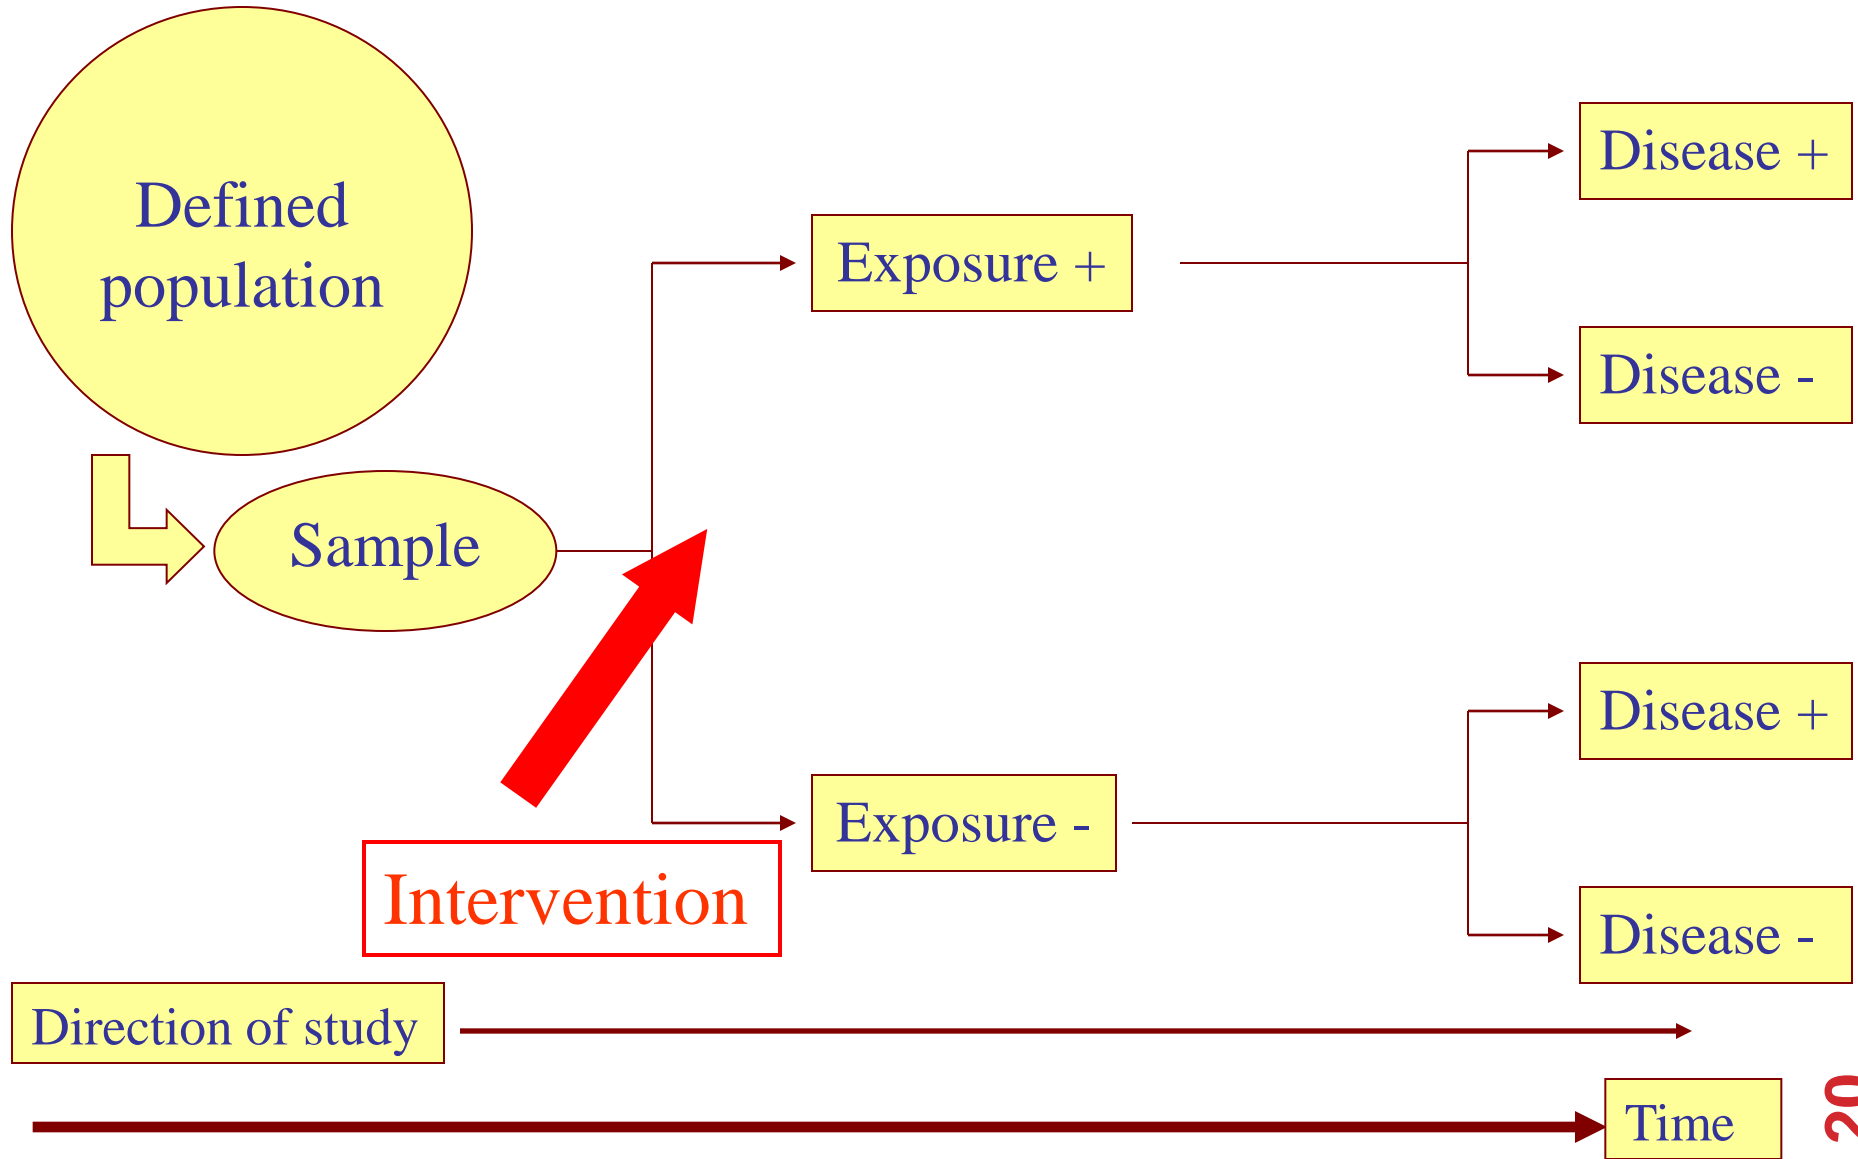 Defined
population
Sample
Exposure +
Disease +
Disease -
Exposure -
Disease +
Disease -
Intervention
Direction of study
Time
20